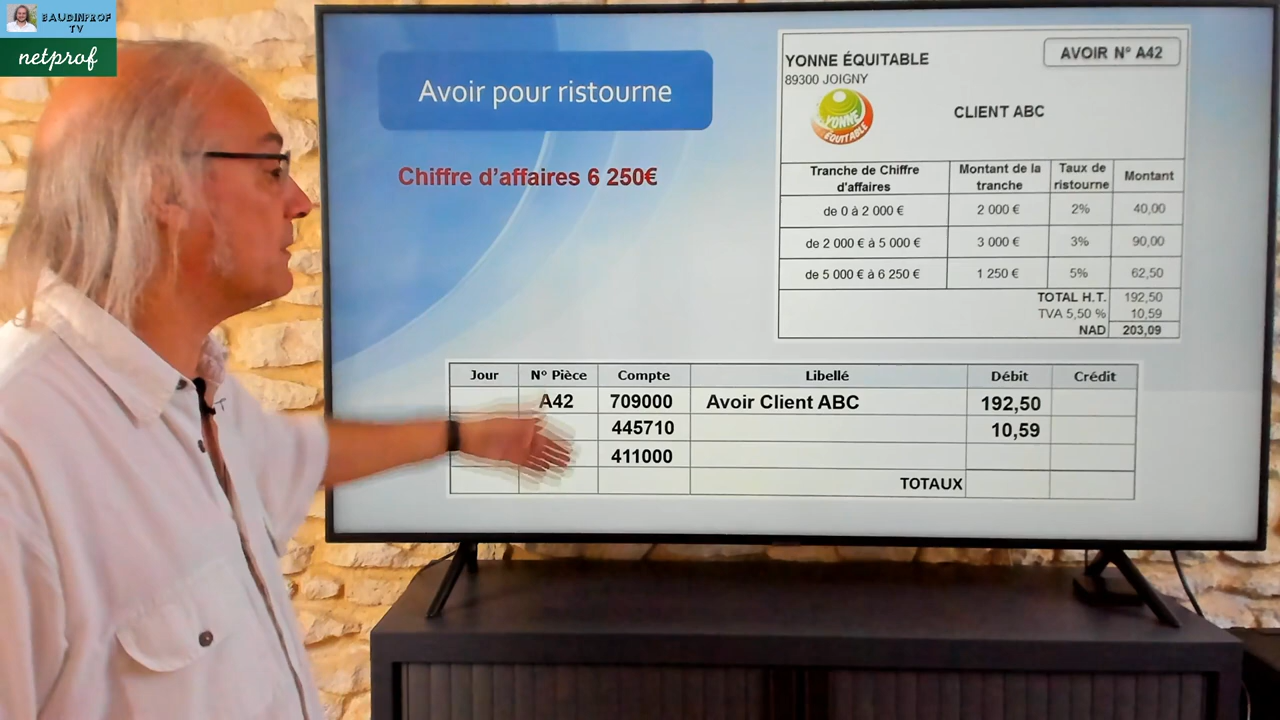 BAUDINPROF
TV
netprof
Avoir pour ristourne
Chiffre d'affaires 6 250€
YONNE ÉQUITABLE
89300 JOIGNY
AVOIR N° A42
YONNE
ÉQUITABLE
CLIENT ABC
Tranche de Chiffre d'affaires | Montant de la tranche | Taux de ristourne | Montant
de 0 à 2 000 € | 2 000 € | 2% | 40,00
de 2 000 € à 5 000 € | 3 000 € | 3% | 90,00
de 5 000 € à 6 250 € | 1 250 € | 5% | 62,50
TOTAL H.T. 192,50
TVA 5,50 % 10,59
NAD 203,09
Jour | N° Pièce | Compte | Libellé | Débit | Crédit
A42 | 709000 | Avoir Client ABC | 192,50
445710 | 10,59
411000
TOTAUX